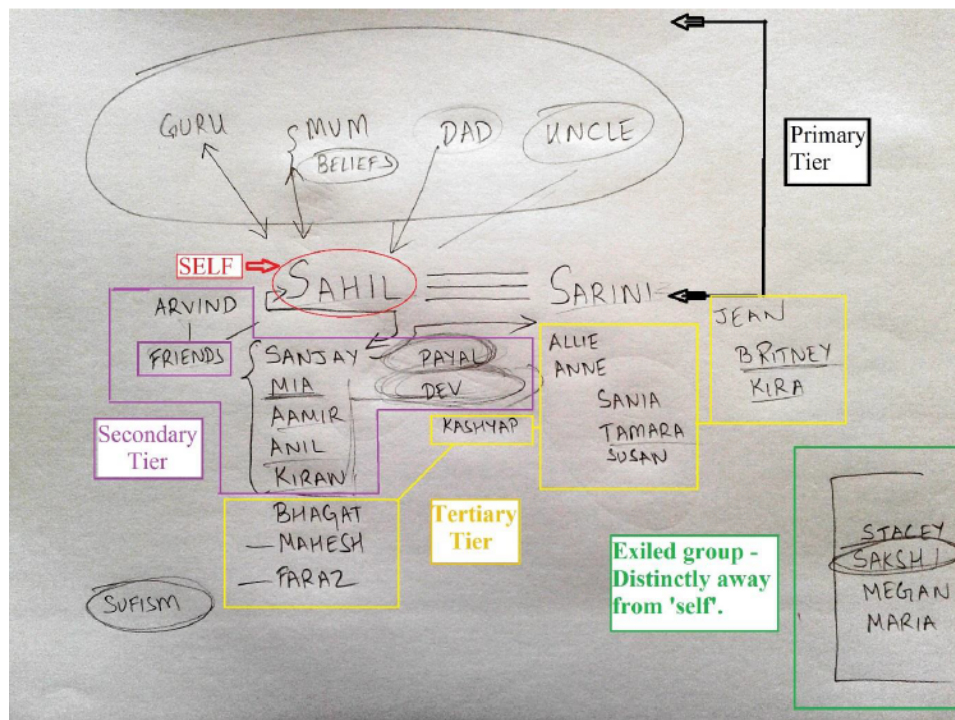 GURU
MUM
BELIEFS
DAD
UNCLE
Primary
Tier
SELF
SAHIL
SARINI
ARVIND
FRIENDS
SANJAY
MIA
AAMIR
ANIL
KIRAN
PAYAL
DEV
KASHYAP
ALLIE
ANNE
SANIA
TAMARA
SUSAN
JEAN
BRITNEY
KIRA
Secondary
Tier
BHAGAT
MAHESH
FARAZ
Tertiary
Tier
SUFISM
Exiled group -
Distinctly away
from 'self'.
STACEY
SAKSHI
MEGAN
MARIA